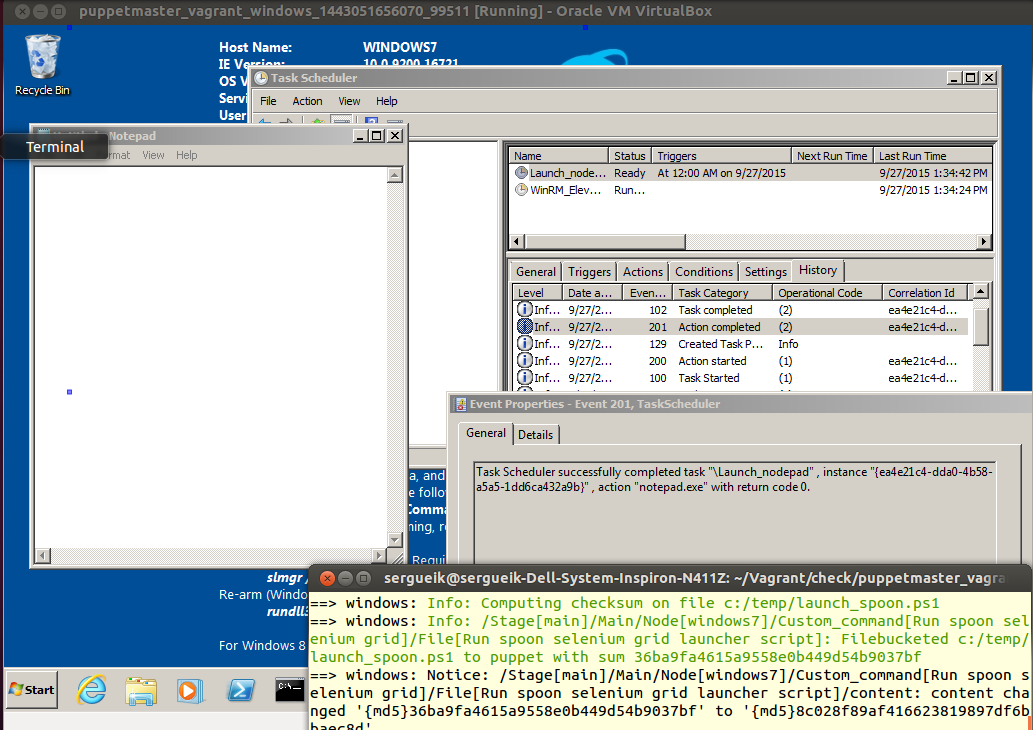 puppetmaster_vagrant_windows_1443051656070_99511 [Running] - Oracle VM VirtualBox
Recycle Bin
Host Name: WINDOWS7
IE Version: 10.0.9200.16721
OS V
Servi
User
Task Scheduler
File Action View Help
Notepad
Terminal
rmat View Help
Name Status Triggers Next Run Time Last Run Time
Launch_node... Ready At 12:00 AM on 9/27/2015 9/27/2015 1:34:42 PM
WinRM_Elev... Run... 9/27/2015 1:34:24 PM
General Triggers Actions Conditions Settings History
Level Date a... Even... Task Category Operational Code Correlation Id
Inf... 9/27/2... 102 Task completed (2) ea4e21c4-d...
Inf... 9/27/2... 201 Action completed (2) ea4e21c4-d...
Inf... 9/27/2... 129 Created Task P... Info
Inf... 9/27/2... 200 Action started (1) ea4e21c4-d...
Inf... 9/27/2... 100 Task Started (1) ea4e21c4-d...
Event Properties - Event 201, TaskScheduler
General Details
Task Scheduler successfully completed task "\Launch_nodepad" , instance "{ea4e21c4-dda0-4b58-
a5a5-1dd6ca432a9b}" , action "notepad.exe" with return code 0.
a, and
e follow
Comma
ming, r
Requi
slmgr /
Re-arm (Windo
rundll3
For Windows 8
Start
sergueik@sergueik-Dell-System-Inspiron-N411Z: ~/Vagrant/check/puppetmaster_vagra
==> windows: Info: Computing checksum on file c:/temp/launch_spoon.ps1
==> windows: Info: /Stage[main]/Main/Node[windows7]/Custom_command[Run spoon sel
enium grid]/File[Run spoon selenium grid launcher script]: Filebucketed c:/temp/
launch_spoon.ps1 to puppet with sum 36ba9fa4615a9558e0b449d54b9037bf
==> windows: Notice: /Stage[main]/Main/Node[windows7]/Custom_command[Run spoon s
elenium grid]/File[Run spoon selenium grid launcher script]/content: content cha
nged '{md5}36ba9fa4615a9558e0b449d54b9037bf' to '{md5}8c028f89af416623819897df6b
baec8d'